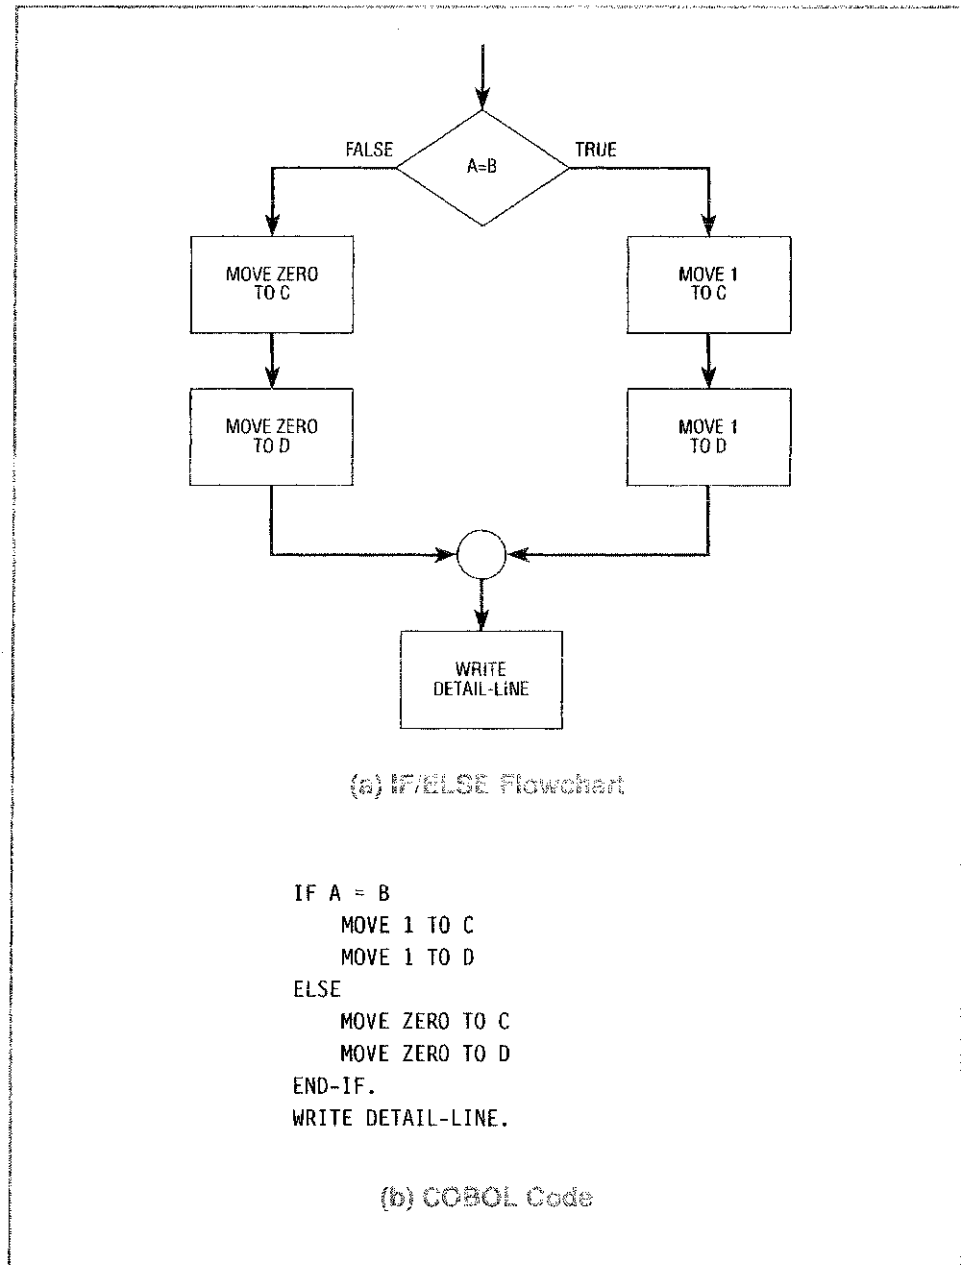 A=B
FALSE
TRUE
MOVE ZERO
TO C
MOVE 1
TO C
MOVE ZERO
TO D
MOVE 1
TO D
WRITE
DETAIL-LINE
(a) IF/ELSE Flowchart
IF A = B
MOVE 1 TO C
MOVE 1 TO D
ELSE
MOVE ZERO TO C
MOVE ZERO TO D
END-IF.
WRITE DETAIL-LINE.
(b) COBOL Code